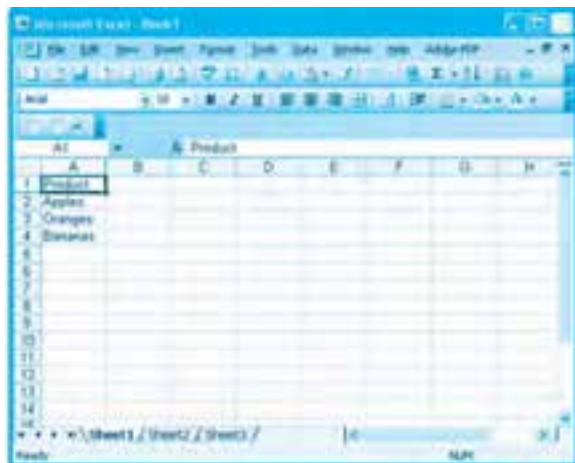 Microsoft Excel - Book1
File Edit View Insert Format Tools Data Window Help Adobe PDF
Arial 10
A1 Product
A B C D E F G H
1 Product
2 Apples
3 Oranges
4 Bananas
5
6
7
8
9
10
11
12
13
14
Sheet1 / Sheet2 / Sheet3 /
Ready NUM